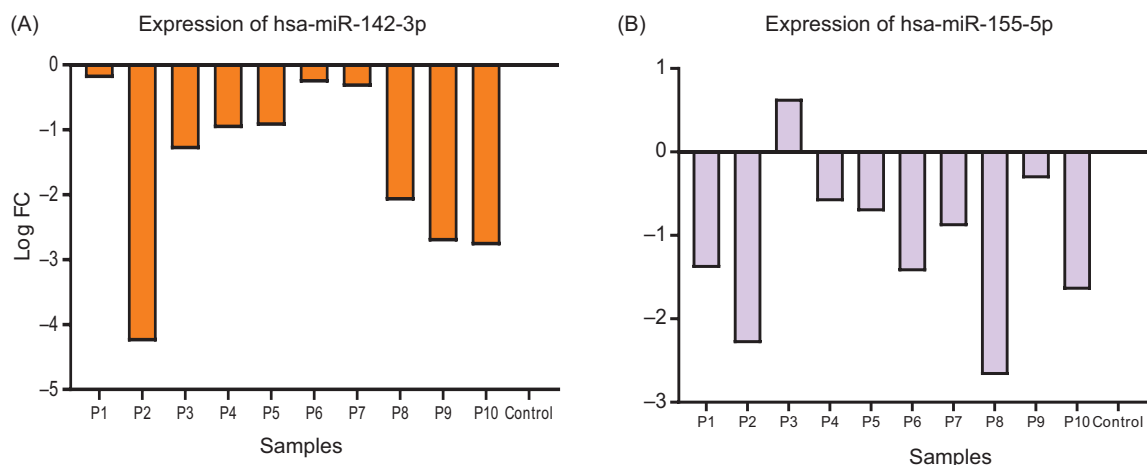 (A) Expression of hsa-miR-142-3p
0
–1
–2
–3
–4
–5
Log FC
P1 P2 P3 P4 P5 P6 P7 P8 P9 P10 Control
Samples
(B) Expression of hsa-miR-155-5p
1
0
–1
–2
–3
P1 P2 P3 P4 P5 P6 P7 P8 P9 P10 Control
Samples